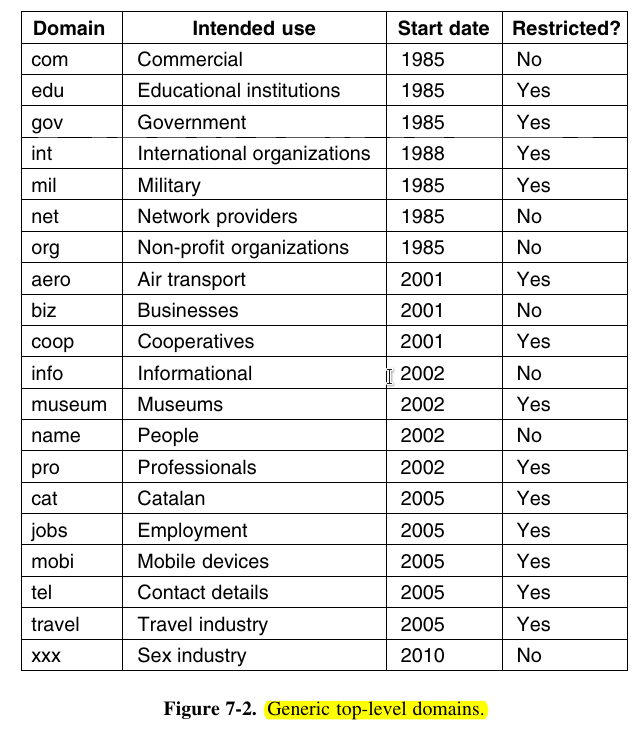 Domain Intended use Start date Restricted?
com Commercial 1985 No
edu Educational institutions 1985 Yes
gov Government 1985 Yes
int International organizations 1988 Yes
mil Military 1985 Yes
net Network providers 1985 No
org Non-profit organizations 1985 No
aero Air transport 2001 Yes
biz Businesses 2001 No
coop Cooperatives 2001 Yes
info Informational 2002 No
museum Museums 2002 Yes
name People 2002 No
pro Professionals 2002 Yes
cat Catalan 2005 Yes
jobs Employment 2005 Yes
mobi Mobile devices 2005 Yes
tel Contact details 2005 Yes
travel Travel industry 2005 Yes
xxx Sex industry 2010 No
Figure 7-2. Generic top-level domains.